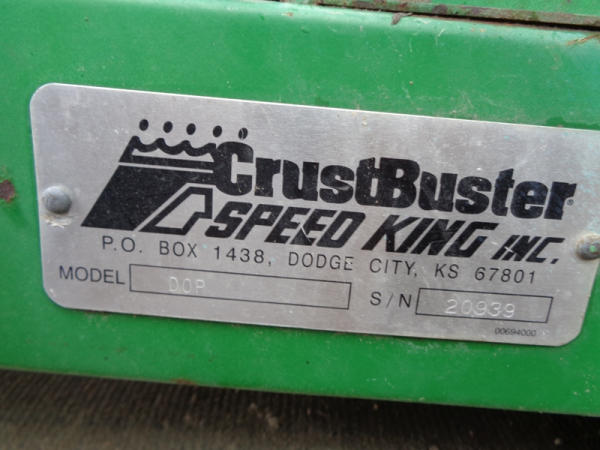 CrustBuster®
SPEED KING INC.
P.O. BOX 1438, DODGE CITY, KS 67801
MODEL DOP S/N 20939
00694000